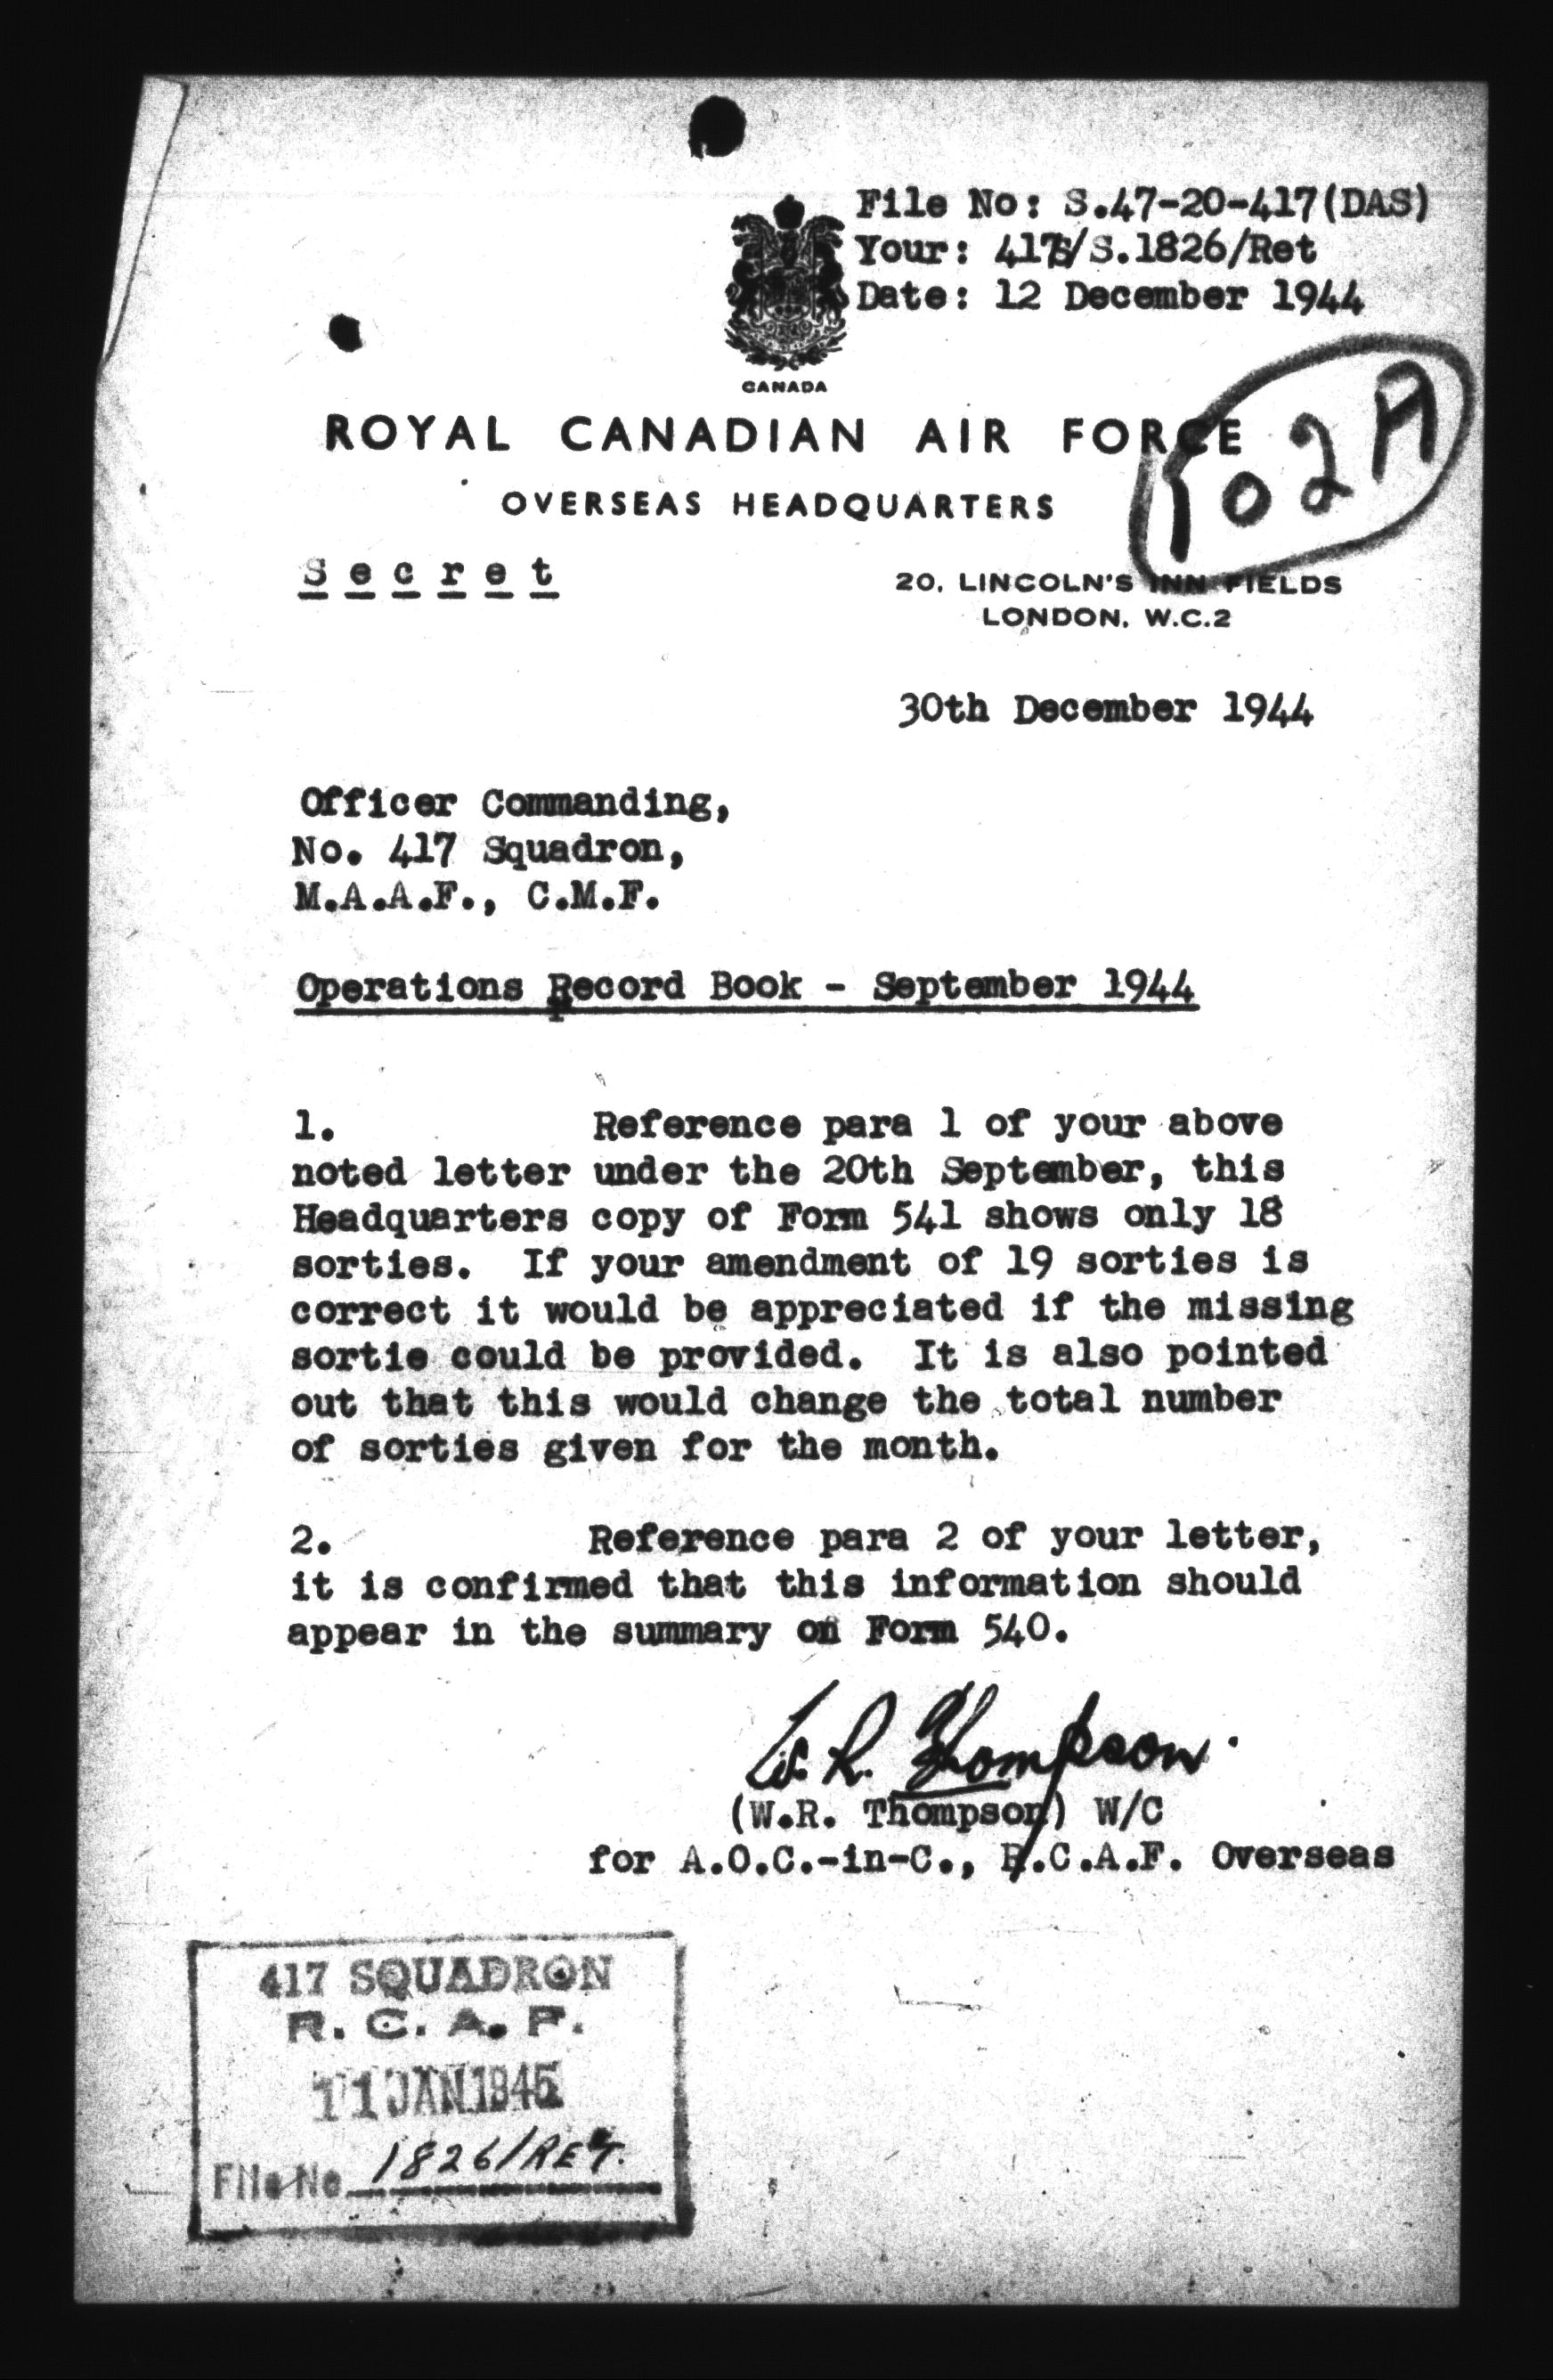 File No: S.47-20-417(DAS)
Your: 417S/S.1826/Ret
Date: 12 December 1944
CANADA
ROYAL CANADIAN AIR FORCE
102A
OVERSEAS HEADQUARTERS
Secret
20, LINCOLN'S INN FIELDS
LONDON, W.C.2
30th December 1944
Officer Commanding,
No. 417 Squadron,
M.A.A.F., C.M.F.
Operations Record Book - September 1944
1. Reference para 1 of your above
noted letter under the 20th September, this
Headquarters copy of Form 541 shows only 18
sorties. If your amendment of 19 sorties is
correct it would be appreciated if the missing
sortie could be provided. It is also pointed
out that this would change the total number
of sorties given for the month.
2. Reference para 2 of your letter,
it is confirmed that this information should
appear in the summary on Form 540.
W. R. Thompson.
(W.R. Thompson) W/C
for A.O.C.-in-C., R.C.A.F. Overseas
417 SQUADRON
R. C. A. F.
11 JAN 1945
File No. 1826/RET.